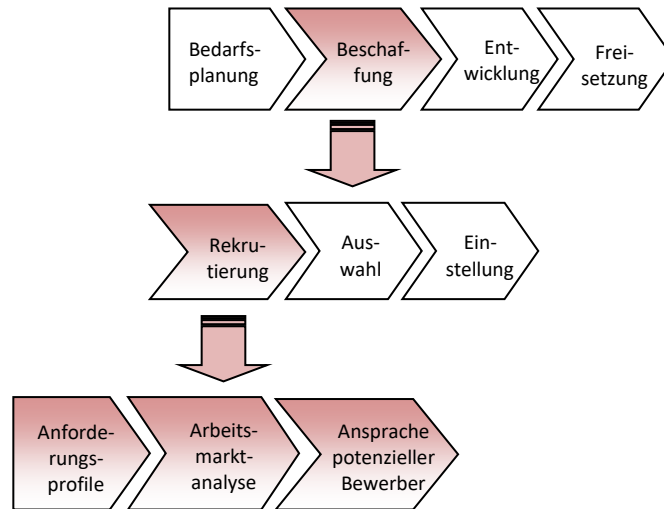 Bedarfs-
planung
Beschaf-
fung
Ent-
wicklung
Frei-
setzung
Rekru-
tierung
Aus-
wahl
Ein-
stellung
Anforde-
rungs-
profile
Arbeits-
markt-
analyse
Ansprache
potenzieller
Bewerber